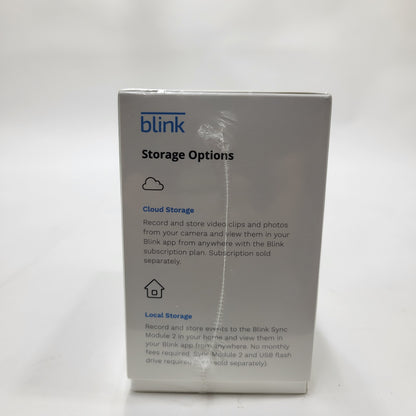 blink
Storage Options
Cloud Storage
Record and store video clips and photos
from your camera and view them in your
Blink app from anywhere with the Blink
subscription plan. Subscription sold
separately.
Local Storage
Record and store events to the Blink Sync
Module 2 in your home and view them in
your Blink app from anywhere. No monthly
fees required. Sync Module 2 and USB flash
drive required sold separately).